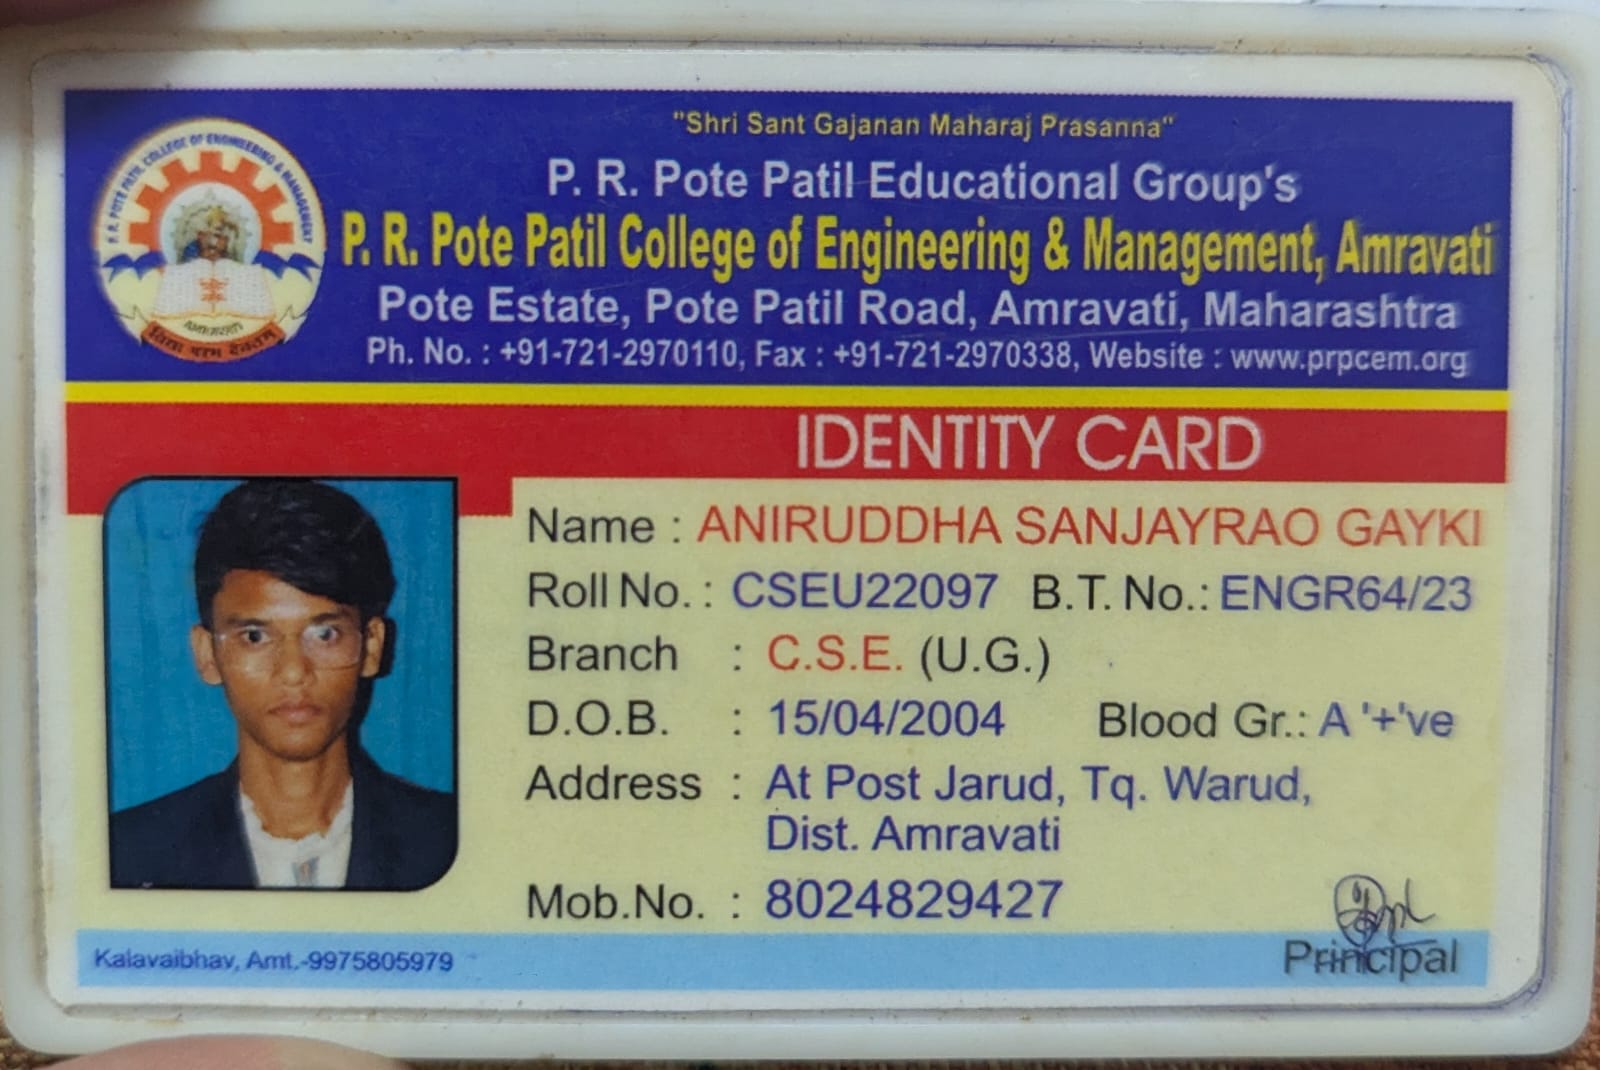 "Shri Sant Gajanan Maharaj Prasanna"
P. R. Pote Patil Educational Group's
P. R. Pote Patil College of Engineering & Management, Amravati
Pote Estate, Pote Patil Road, Amravati, Maharashtra
Ph. No. : +91-721-2970110, Fax : +91-721-2970338, Website : www.prpcem.org
P. R. POTE PATIL COLLEGE OF ENGINEERING & MANAGEMENT
AMRAVATI
विद्या परम दैवतम्
IDENTITY CARD
Name : ANIRUDDHA SANJAYRAO GAYKI
Roll No. : CSEU22097 B.T. No.: ENGR64/23
Branch : C.S.E. (U.G.)
D.O.B. : 15/04/2004 Blood Gr.: A '+'ve
Address : At Post Jarud, Tq. Warud,
Dist. Amravati
Mob.No. : 8024829427
Principal
Kalavaibhav, Amt.-9975805979